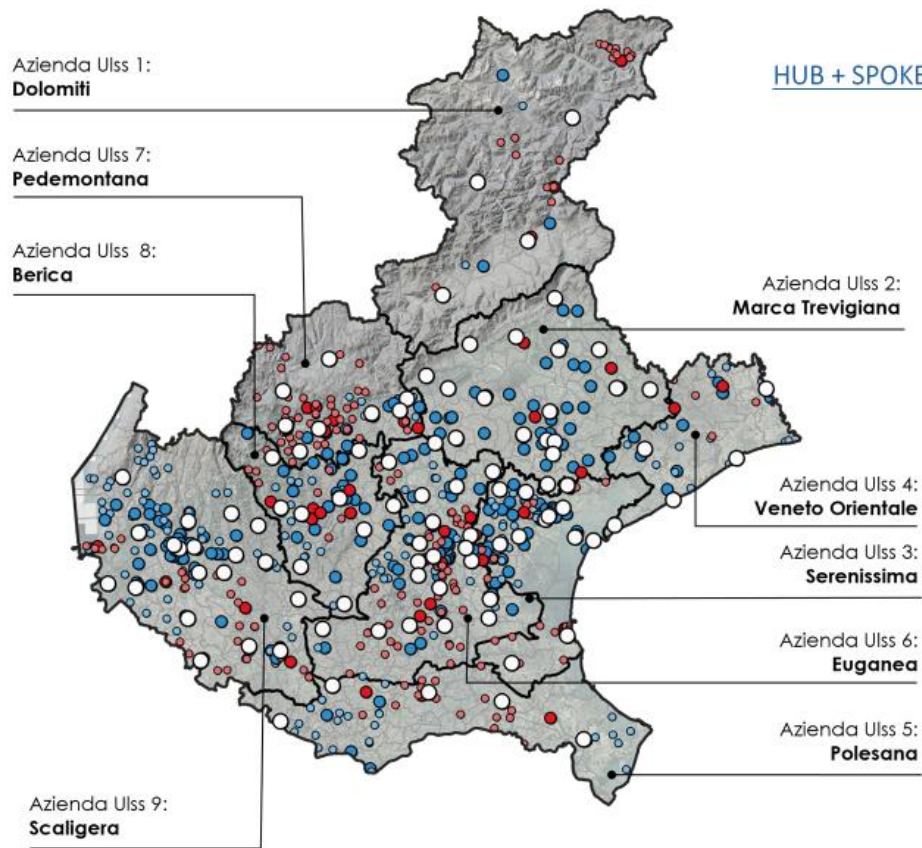 Azienda Ulss 1:
Dolomiti
HUB + SPOKE
Azienda Ulss 7:
Pedemontana
Azienda Ulss 8:
Berica
Azienda Ulss 2:
Marca Trevigiana
Azienda Ulss 4:
Veneto Orientale
Azienda Ulss 3:
Serenissima
Azienda Ulss 6:
Euganea
Azienda Ulss 5:
Polesana
Azienda Ulss 9:
Scaligera